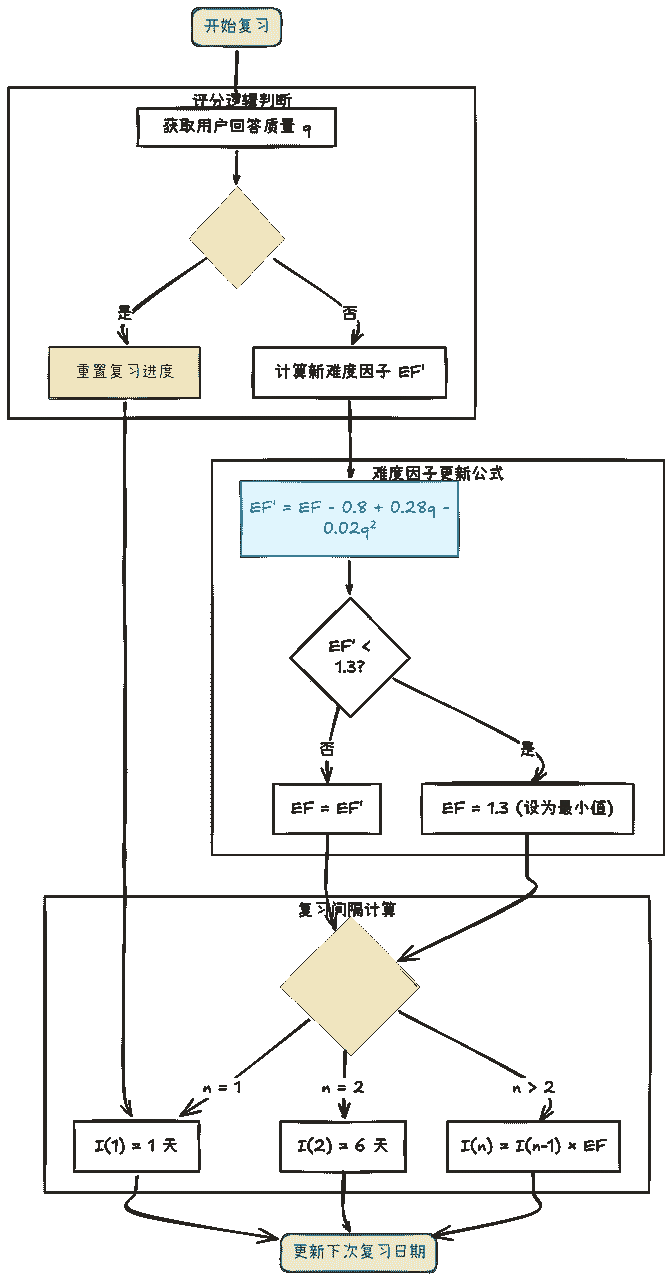 开始复习
评分逻辑判断
获取用户回答质量 q
是
否
重置复习进度
计算新难度因子 EF'
难度因子更新公式
EF' = EF - 0.8 + 0.28q -
0.02q²
EF' <
1.3?
否
是
EF = EF'
EF = 1.3 (设为最小值)
复习间隔计算
n = 1
n = 2
n > 2
I(1) = 1 天
I(2) = 6 天
I(n) = I(n-1) × EF
更新下次复习日期